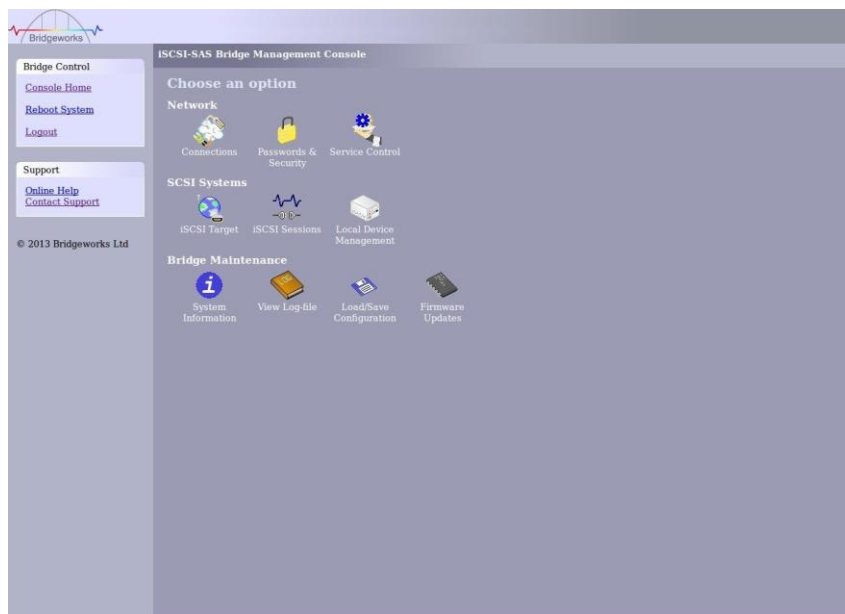 Bridgeworks
iSCSI-SAS Bridge Management Console
Bridge Control
Console Home
Reboot System
Logout
Support
Online Help
Contact Support
© 2013 Bridgeworks Ltd
Choose an option
Network
Connections
Passwords &
Security
Service Control
SCSI Systems
iSCSI Target
iSCSI Sessions
Local Device
Management
Bridge Maintenance
System
Information
View Log-file
Load/Save
Configuration
Firmware
Updates